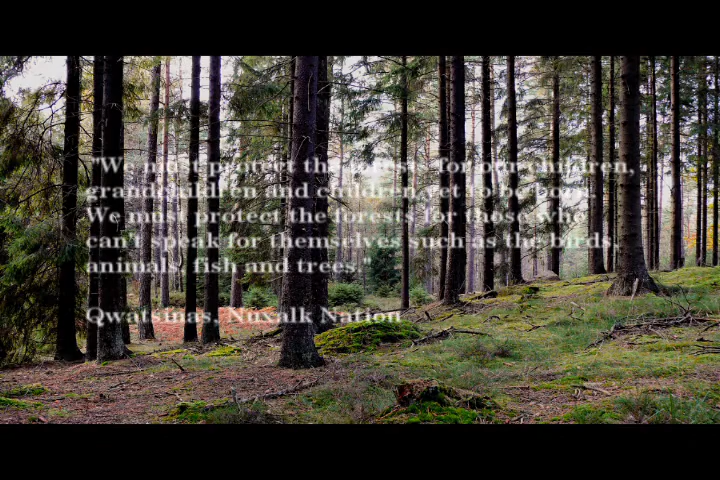 "We must protect the forests for our children,
grandchildren and children yet to be born.
We must protect the forests for those who
can't speak for themselves such as the birds,
animals, fish and trees."
Qwatsinas, Nuxalk Nation